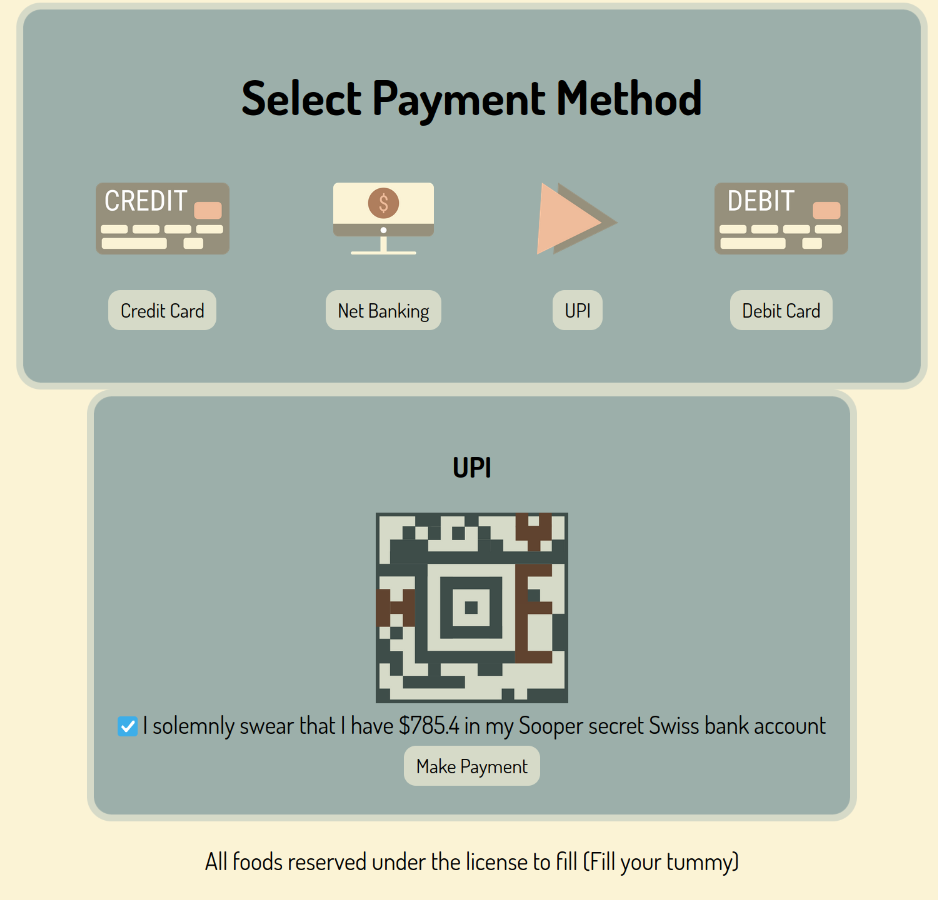 Select Payment Method
CREDIT
$
DEBIT
Credit Card
Net Banking
UPI
Debit Card
UPI
I solemnly swear that I have $785.4 in my Sooper secret Swiss bank account
Make Payment
All foods reserved under the license to fill (Fill your tummy)